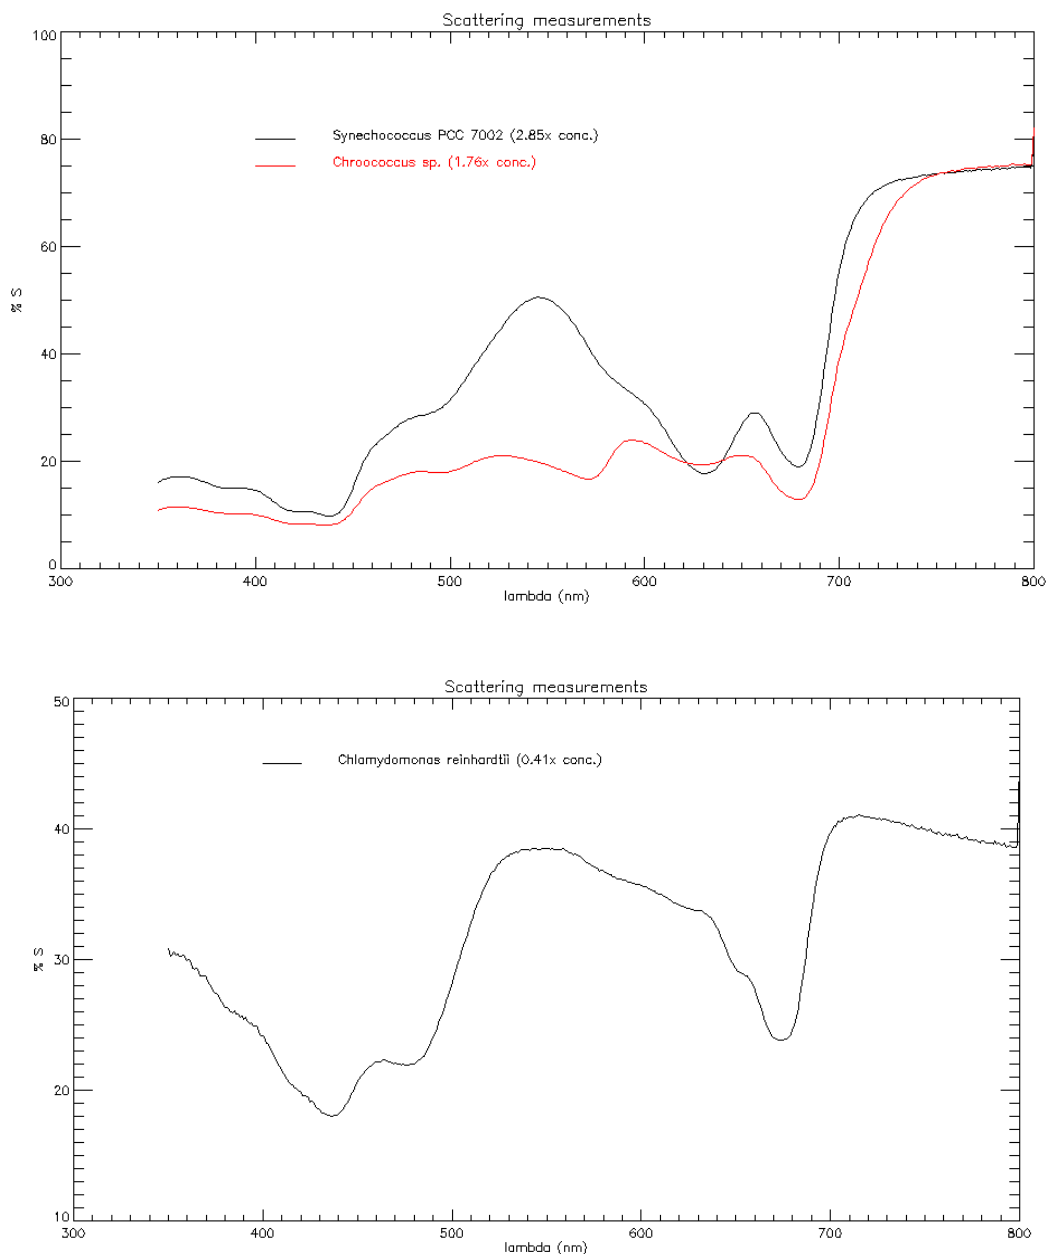 Scattering measurements
100
80
60
40
20
0
% S
Synechococcus PCC 7002 (2.85x conc.)
Chroococcus sp. (1.76x conc.)
300 400 500 600 700 800
lambda (nm)
Scattering measurements
50
40
30
20
10
% S
Chlamydomonas reinhardtii (0.41x conc.)
300 400 500 600 700 800
lambda (nm)